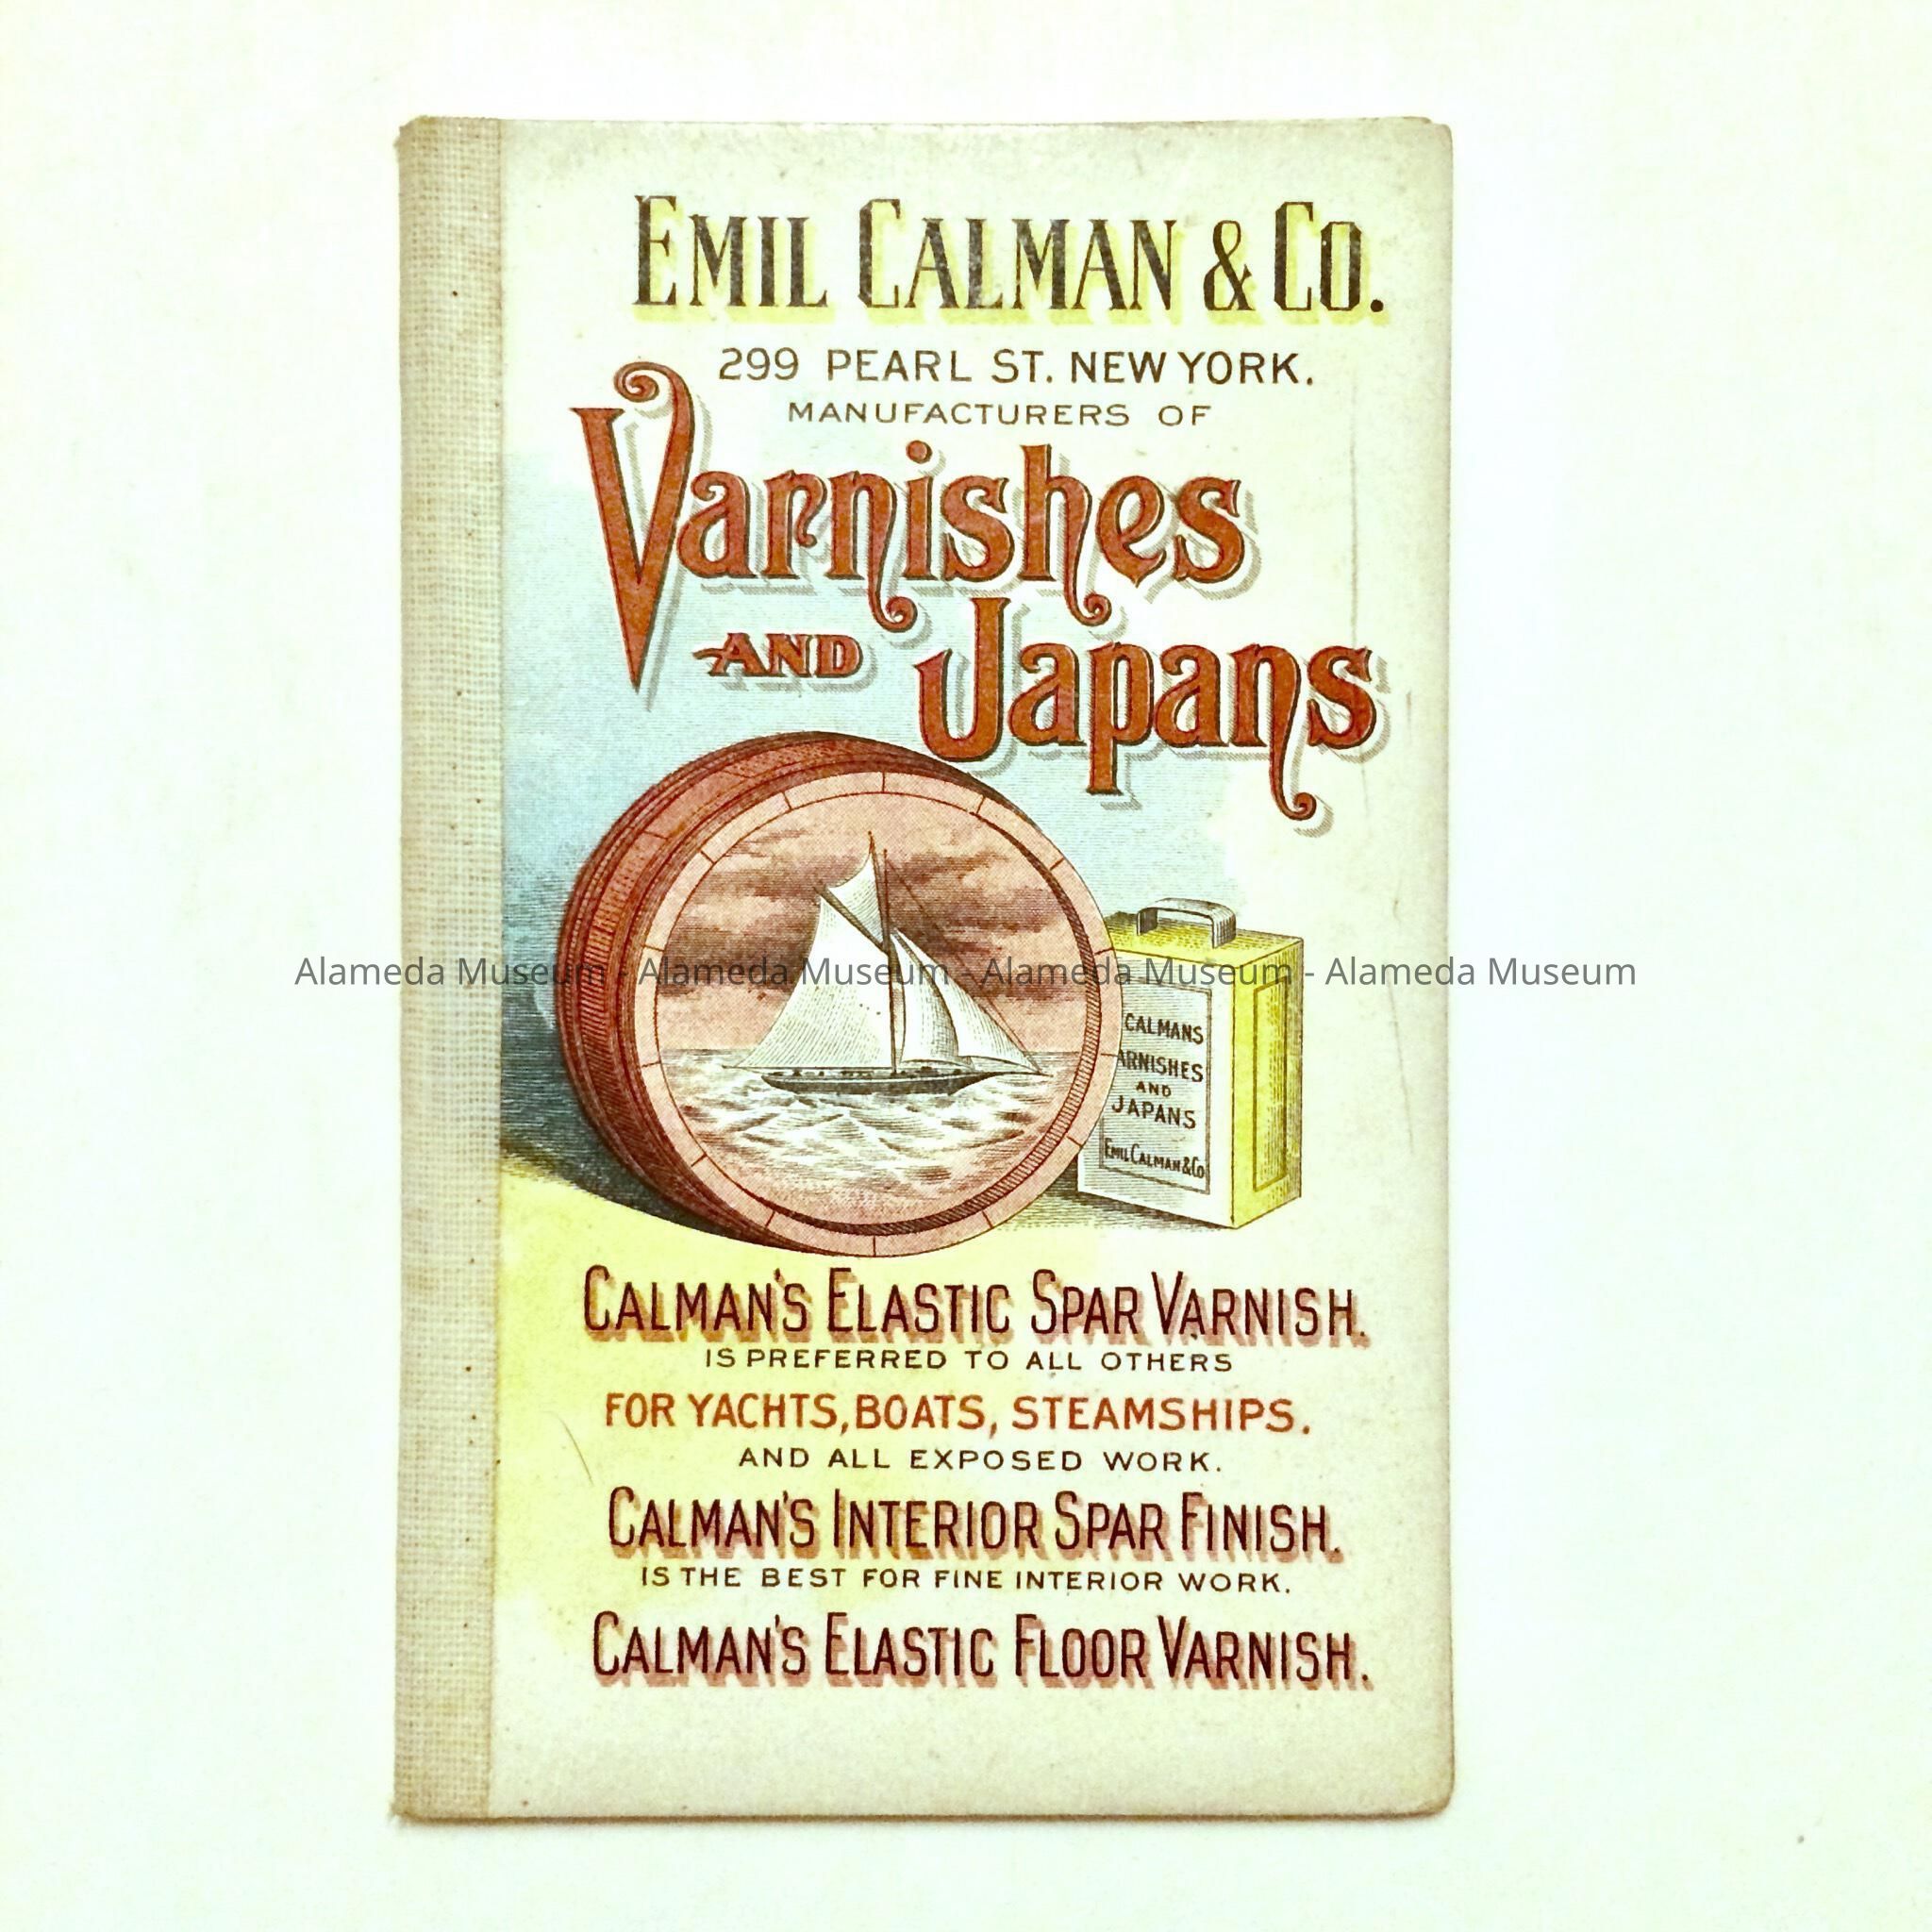 EMIL CALMAN & CO.
299 PEARL ST. NEW YORK.
MANUFACTURERS OF
Varnishes
AND Japans
Alameda Museum - Alameda Museum - Alameda Museum - Alameda Museum
CALMANS
ARNISHES
AND
JAPANS
EMIL CALMAN & CO
CALMAN'S ELASTIC SPAR VARNISH.
IS PREFERRED TO ALL OTHERS
FOR YACHTS, BOATS, STEAMSHIPS.
AND ALL EXPOSED WORK.
CALMAN'S INTERIOR SPAR FINISH.
IS THE BEST FOR FINE INTERIOR WORK.
CALMAN'S ELASTIC FLOOR VARNISH.